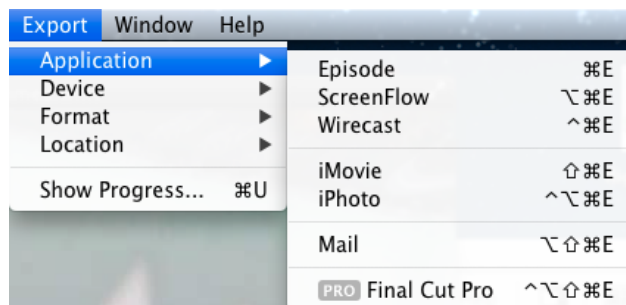 Export Window Help
Application ▶
Device ▶
Format ▶
Location ▶
Show Progress... ⌘U
Episode ⌘E
ScreenFlow ⌥⌘E
Wirecast ^⌘E
iMovie ⇧⌘E
iPhoto ^⌥⌘E
Mail ⌥⇧⌘E
PRO Final Cut Pro ^⌥⇧⌘E